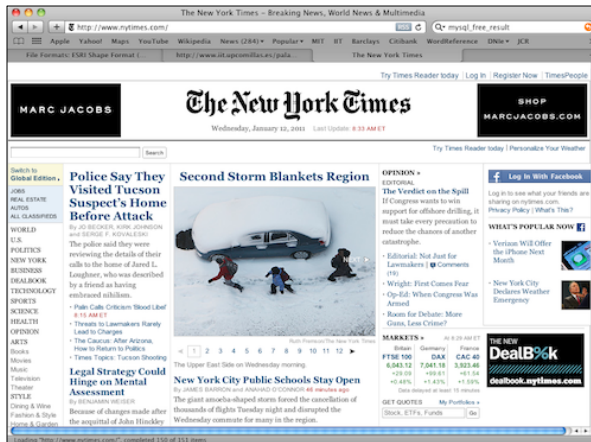 The New York Times - Breaking News, World News & Multimedia
http://www.nytimes.com/
RSS
mysql_free_result
Apple Yahoo! Maps YouTube Wikipedia News (284) Popular MIT IIT Barclays Citibank WordReference DNIe JCR
File Formats: ESRI Shape Format (...
http://www.iit.upcomillas.es/pala...
The New York Times
Try Times Reader today Log In Register Now TimesPeople
MARC JACOBS
The New York Times
Wednesday, January 12, 2011 Last Update: 8:33 AM ET
SHOP
MARCJACOBS.COM
Search
Try Times Reader today | Personalize Your Weather
Switch to
Global Edition
JOBS
REAL ESTATE
AUTOS
ALL CLASSIFIEDS
WORLD
U.S.
POLITICS
NEW YORK
BUSINESS
DEALBOOK
TECHNOLOGY
SPORTS
SCIENCE
HEALTH
OPINION
ARTS
Books
Movies
Music
Television
Theater
STYLE
Dining & Wine
Fashion & Style
Home & Garden
Police Say They
Visited Tucson
Suspect's Home
Before Attack
By JO BECKER, KIRK JOHNSON
and SERGE F. KOVALESKI
The police said they were
reviewing the details of their
calls to the home of Jared L.
Loughner, who was described
by a friend as having
embraced nihilism.
Palin Calls Criticism 'Blood Libel'
8:15 AM ET
Threats to Lawmakers Rarely
Lead to Charges
The Caucus: After Arizona,
How to Return to Politics
Times Topics: Tucson Shooting
Legal Strategy Could
Hinge on Mental
Assessment
By BENJAMIN WEISER
Because of changes made after
the acquittal of John Hinckley
Second Storm Blankets Region
NEXT
Ruth Fremson/The New York Times
1 2 3 4 5 6 7 8 9 10 11 12
The Upper East Side on Wednesday morning.
New York City Public Schools Stay Open
By JAMES BARRON and ANAHAD O'CONNOR 46 minutes ago
The giant amoeba-shaped storm forced the cancellation of
thousands of flights Tuesday night and disrupted the
Wednesday commute for many in the region.
OPINION »
EDITORIAL
The Verdict on the Spill
If Congress wants to win
support for offshore drilling, it
must take every precaution to
reduce the chances of another
catastrophe.
Editorial: Not Just for
Lawmakers | Comments
(19)
Wright: First Comes Fear
Op-Ed: When Congress Was
Armed
Room for Debate: More
Guns, Less Crime?
MARKETS » At 8:29 AM ET
Britain Germany France
FTSE 100 DAX CAC 40
6,043.12 7,041.18 3,923.46
+29.09 +99.61 +61.54
+0.48% +1.43% +1.59%
Data delayed at least 15 minutes
GET QUOTES My Portfolios »
Stock, ETFs, Funds Go
Log In With Facebook
Log in to see what your friends are
sharing on nytimes.com.
Privacy Policy | What's This?
WHAT'S POPULAR NOW
Verizon Will Offer
the iPhone Next
Month
New York City
Declares Weather
Emergency
THE NEW
DealB%k
dealbook.nytimes.com
Loading "http://www.nytimes.com/", completed 150 of 151 items